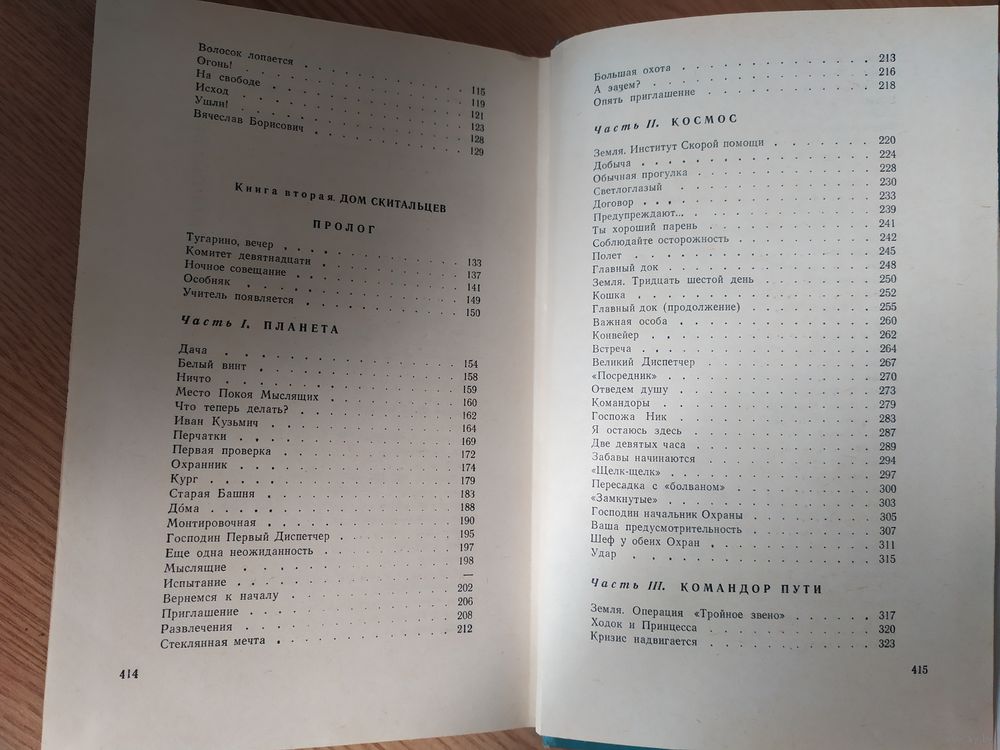 Волосок лопается . . . . . . . . . . 115
Огонь! . . . . . . . . . . 119
На свободе . . . . . . . . . . 121
Исход . . . . . . . . . . 123
Ушли! . . . . . . . . . . 128
Вячеслав Борисович . . . . . . . . . . 129
Книга вторая. ДОМ СКИТАЛЬЦЕВ
ПРОЛОГ
Тугарино, вечер . . . . . . . . . . 133
Комитет девятнадцати . . . . . . . . . . 137
Ночное совещание . . . . . . . . . . 141
Особняк . . . . . . . . . . 149
Учитель появляется . . . . . . . . . . 150
Часть I. ПЛАНЕТА
Дача . . . . . . . . . . 154
Белый винт . . . . . . . . . . 158
Ничто . . . . . . . . . . 159
Место Покоя Мыслящих . . . . . . . . . . 160
Что теперь делать? . . . . . . . . . . 162
Иван Кузьмич . . . . . . . . . . 164
Перчатки . . . . . . . . . . 169
Первая проверка . . . . . . . . . . 172
Охранник . . . . . . . . . . 174
Кург . . . . . . . . . . 179
Старая Башня . . . . . . . . . . 183
До́ма . . . . . . . . . . 188
Монтировочная . . . . . . . . . . 190
Господин Первый Диспетчер . . . . . . . . . . 195
Еще одна неожиданность . . . . . . . . . . 197
Мыслящие . . . . . . . . . . 198
Испытание . . . . . . . . . . —
Вернемся к началу . . . . . . . . . . 202
Приглашение . . . . . . . . . . 206
Развлечения . . . . . . . . . . 208
Стеклянная мечта . . . . . . . . . . 212
414
Большая охота . . . . . . . . . . 213
А зачем? . . . . . . . . . . 216
Опять приглашение . . . . . . . . . . 218
Часть II. КОСМОС
Земля. Институт Скорой помощи . . . . . . . 220
Добыча . . . . . . . . . . 224
Обычная прогулка . . . . . . . . . . 228
Светлоглазый . . . . . . . . . . 230
Договор . . . . . . . . . . 233
Предупреждают... . . . . . . . . . . 239
Ты хороший парень . . . . . . . . . . 241
Соблюдайте осторожность . . . . . . . . . . 242
Полет . . . . . . . . . . 245
Главный док . . . . . . . . . . 248
Земля. Тридцать шестой день . . . . . . . . 250
Кошка . . . . . . . . . . 252
Главный док (продолжение) . . . . . . . . . 255
Важная особа . . . . . . . . . . 260
Конвейер . . . . . . . . . . 262
Встреча . . . . . . . . . . 264
Великий Диспетчер . . . . . . . . . . 267
«Посредник» . . . . . . . . . . 270
Отведем душу . . . . . . . . . . 273
Командоры . . . . . . . . . . 279
Госпожа Ник . . . . . . . . . . 283
Я остаюсь здесь . . . . . . . . . . 287
Две девятых часа . . . . . . . . . . 289
Забавы начинаются . . . . . . . . . . 294
«Щелк-щелк» . . . . . . . . . . 297
Пересадка с «болваном» . . . . . . . . . . 300
«Замкнутые» . . . . . . . . . . 303
Господин начальник Охраны . . . . . . . . . 305
Ваша предусмотрительность . . . . . . . . . 307
Шеф у обеих Охран . . . . . . . . . . 311
Удар . . . . . . . . . . 315
Часть III. КОМАНДОР ПУТИ
Земля. Операция «Тройное звено» . . . . . . 317
Ходок и Принцесса . . . . . . . . . . 320
Кризис надвигается . . . . . . . . . . 323
415